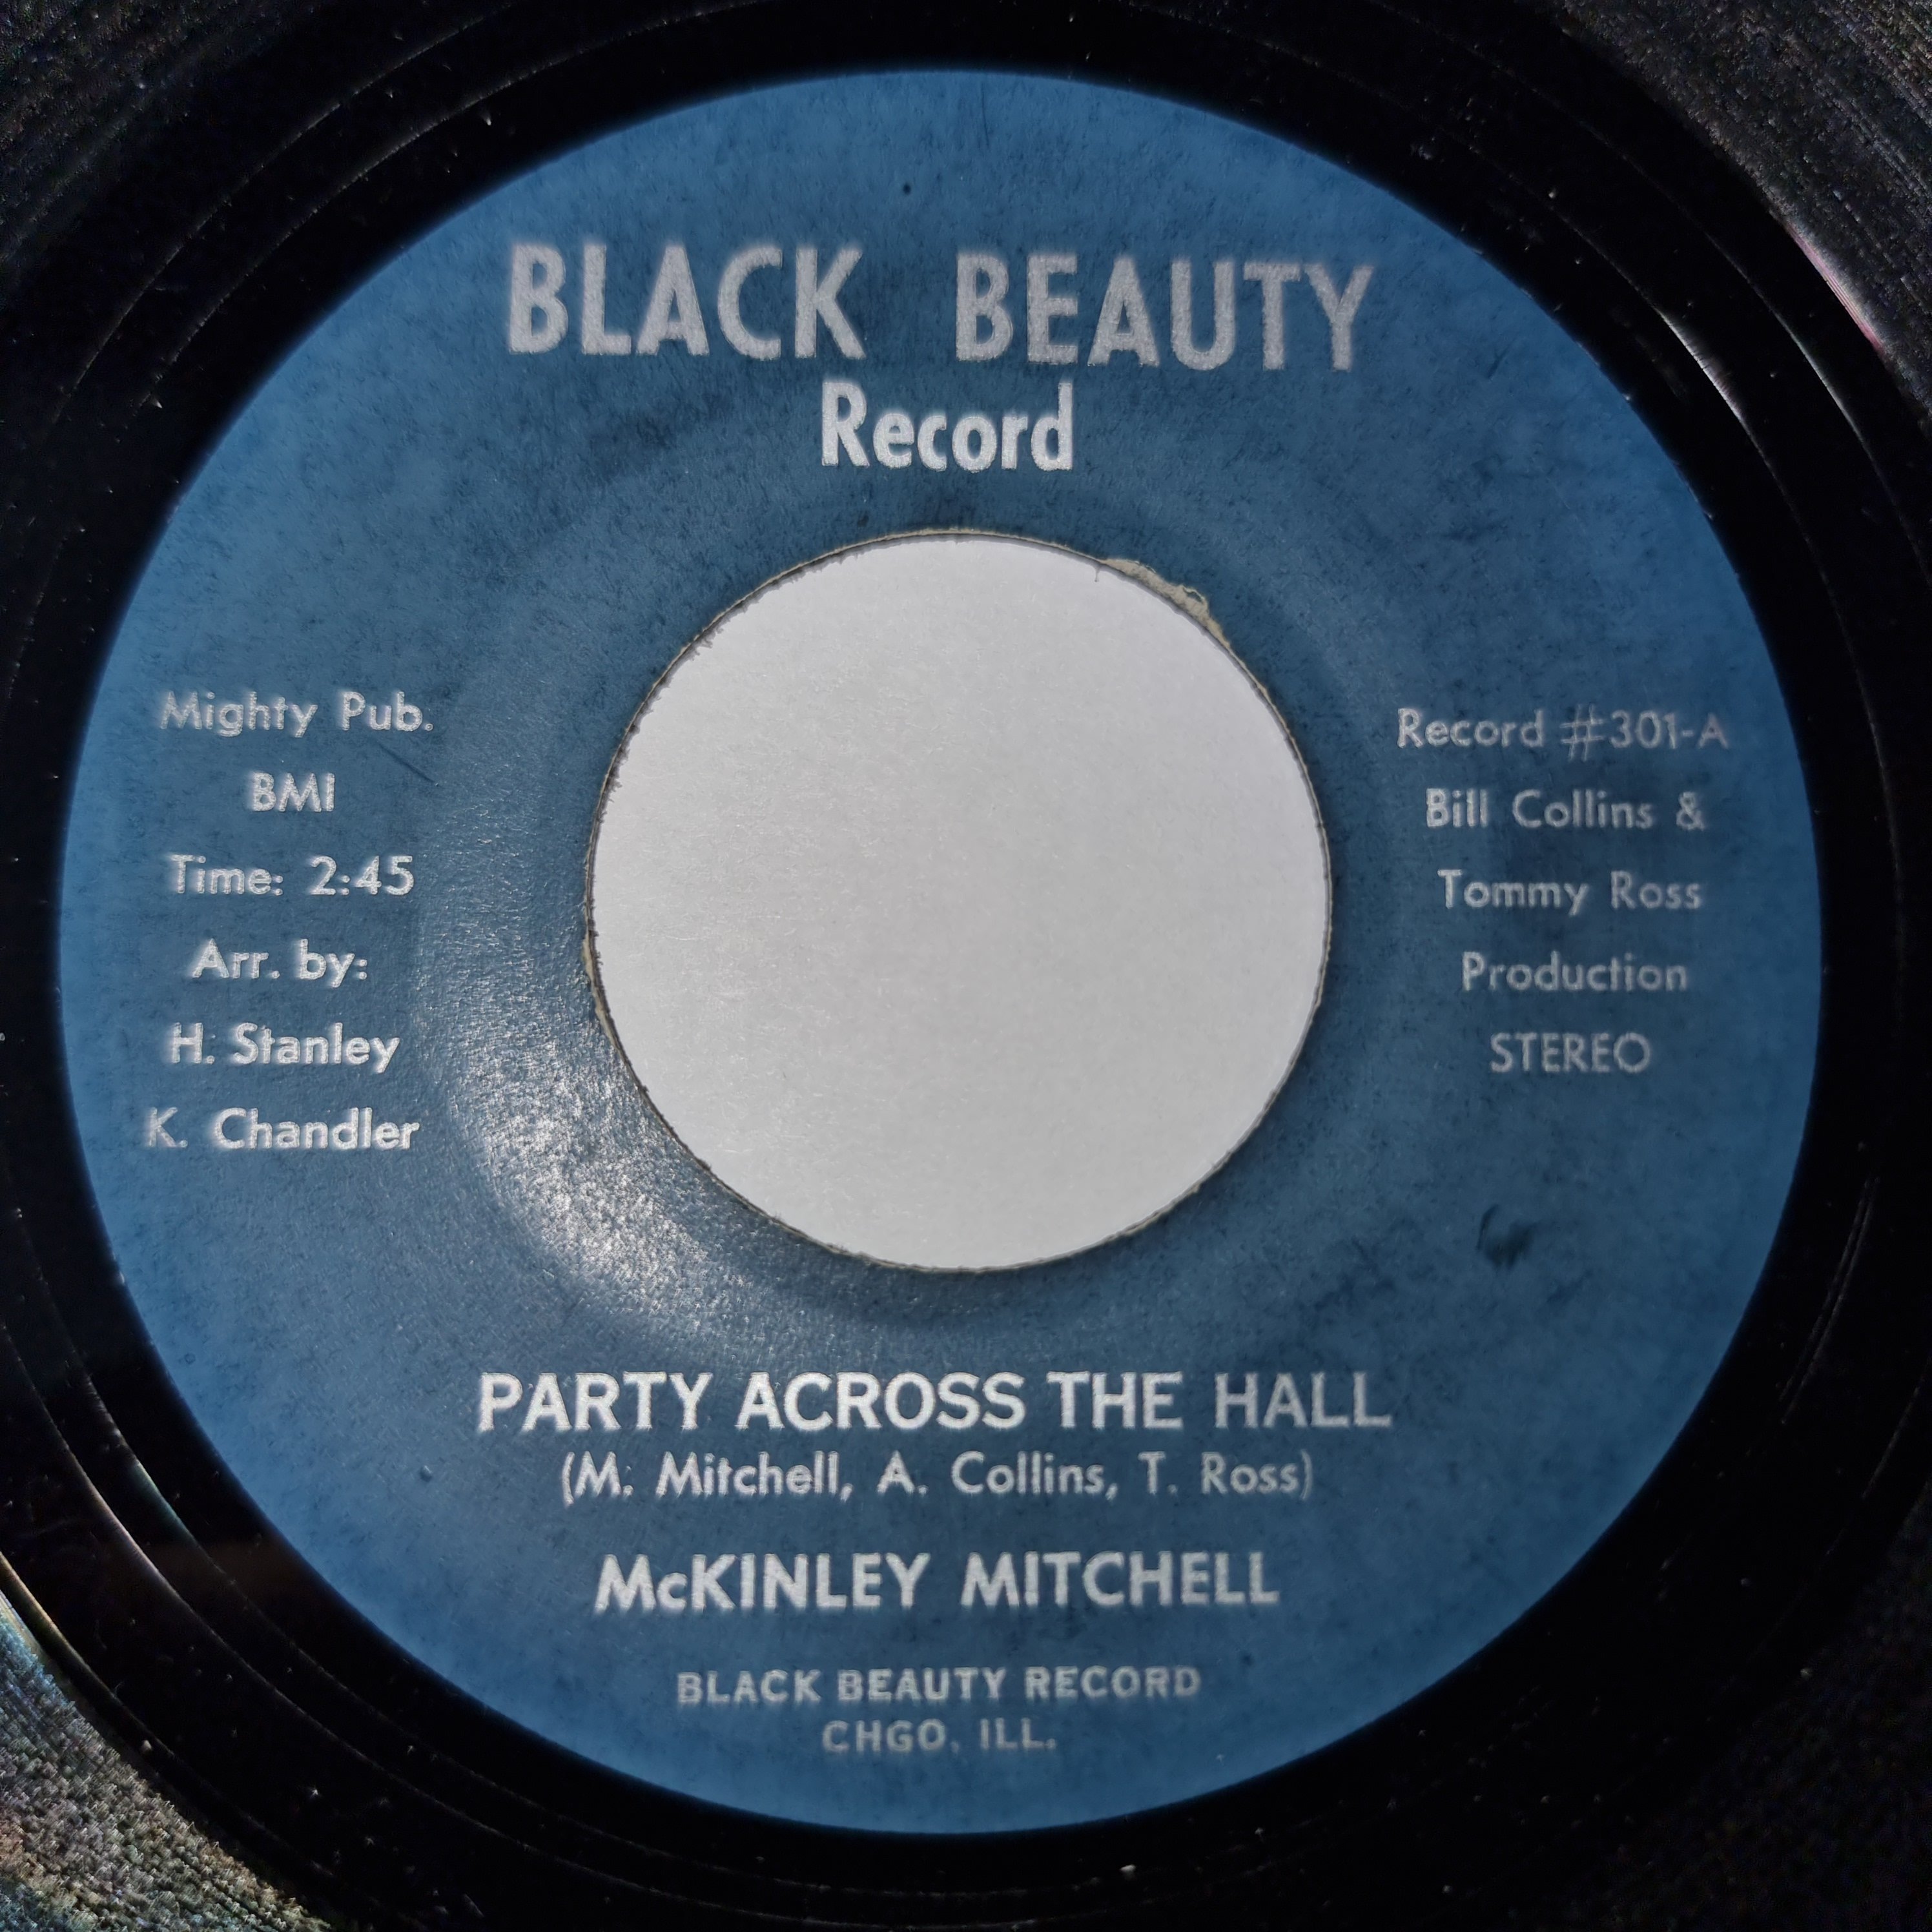 BLACK BEAUTY
Record
Mighty Pub.
BMI
Time: 2:45
Arr. by:
H. Stanley
K. Chandler
Record #301-A
Bill Collins &
Tommy Ross
Production
STEREO
PARTY ACROSS THE HALL
(M. Mitchell, A. Collins, T. Ross)
McKINLEY MITCHELL
BLACK BEAUTY RECORD
CHGO. ILL.